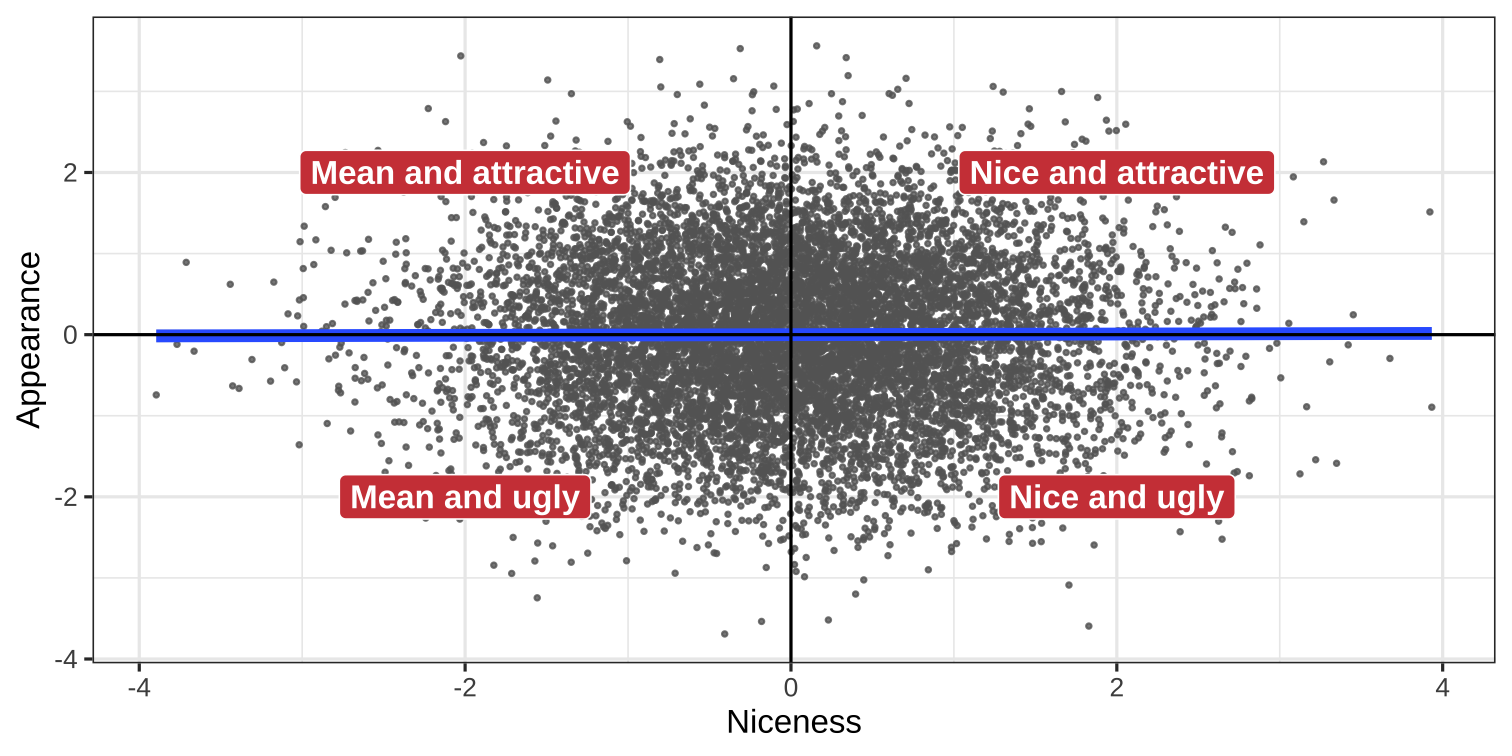 Mean and attractive
Nice and attractive
2
Appearance
0
Mean and ugly
Nice and ugly
-2
-4
-4
-2
0
2
4
Niceness